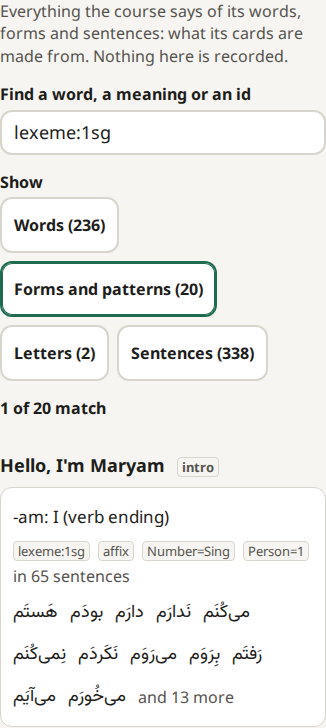 Everything the course says of its words,
forms and sentences: what its cards are
made from. Nothing here is recorded.
Find a word, a meaning or an id
lexeme:1sg
Show
Words (236)
Forms and patterns (20)
Letters (2) Sentences (338)
1 of 20 match
Hello, I'm Maryam intro
-am: I (verb ending)
lexeme:1sg affix Number=Sing Person=1
in 65 sentences
می‌کُنَم نَدارَم دارَم بودَم هَستَم
رَفتَم بِرَوَم می‌رَوَم نَکَردَم نِمی‌کُنَم
می‌خُورَم می‌آیَم and 13 more